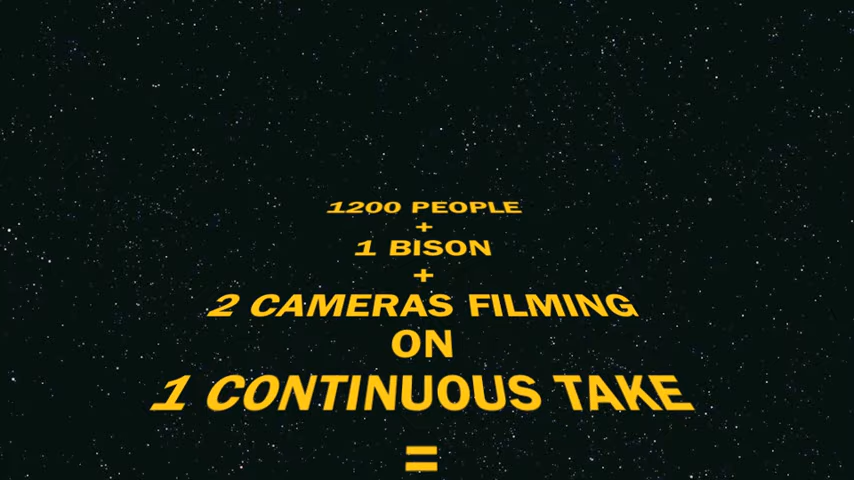 1200 PEOPLE
+
1 BISON
+
2 CAMERAS FILMING
ON
1 CONTINUOUS TAKE
=